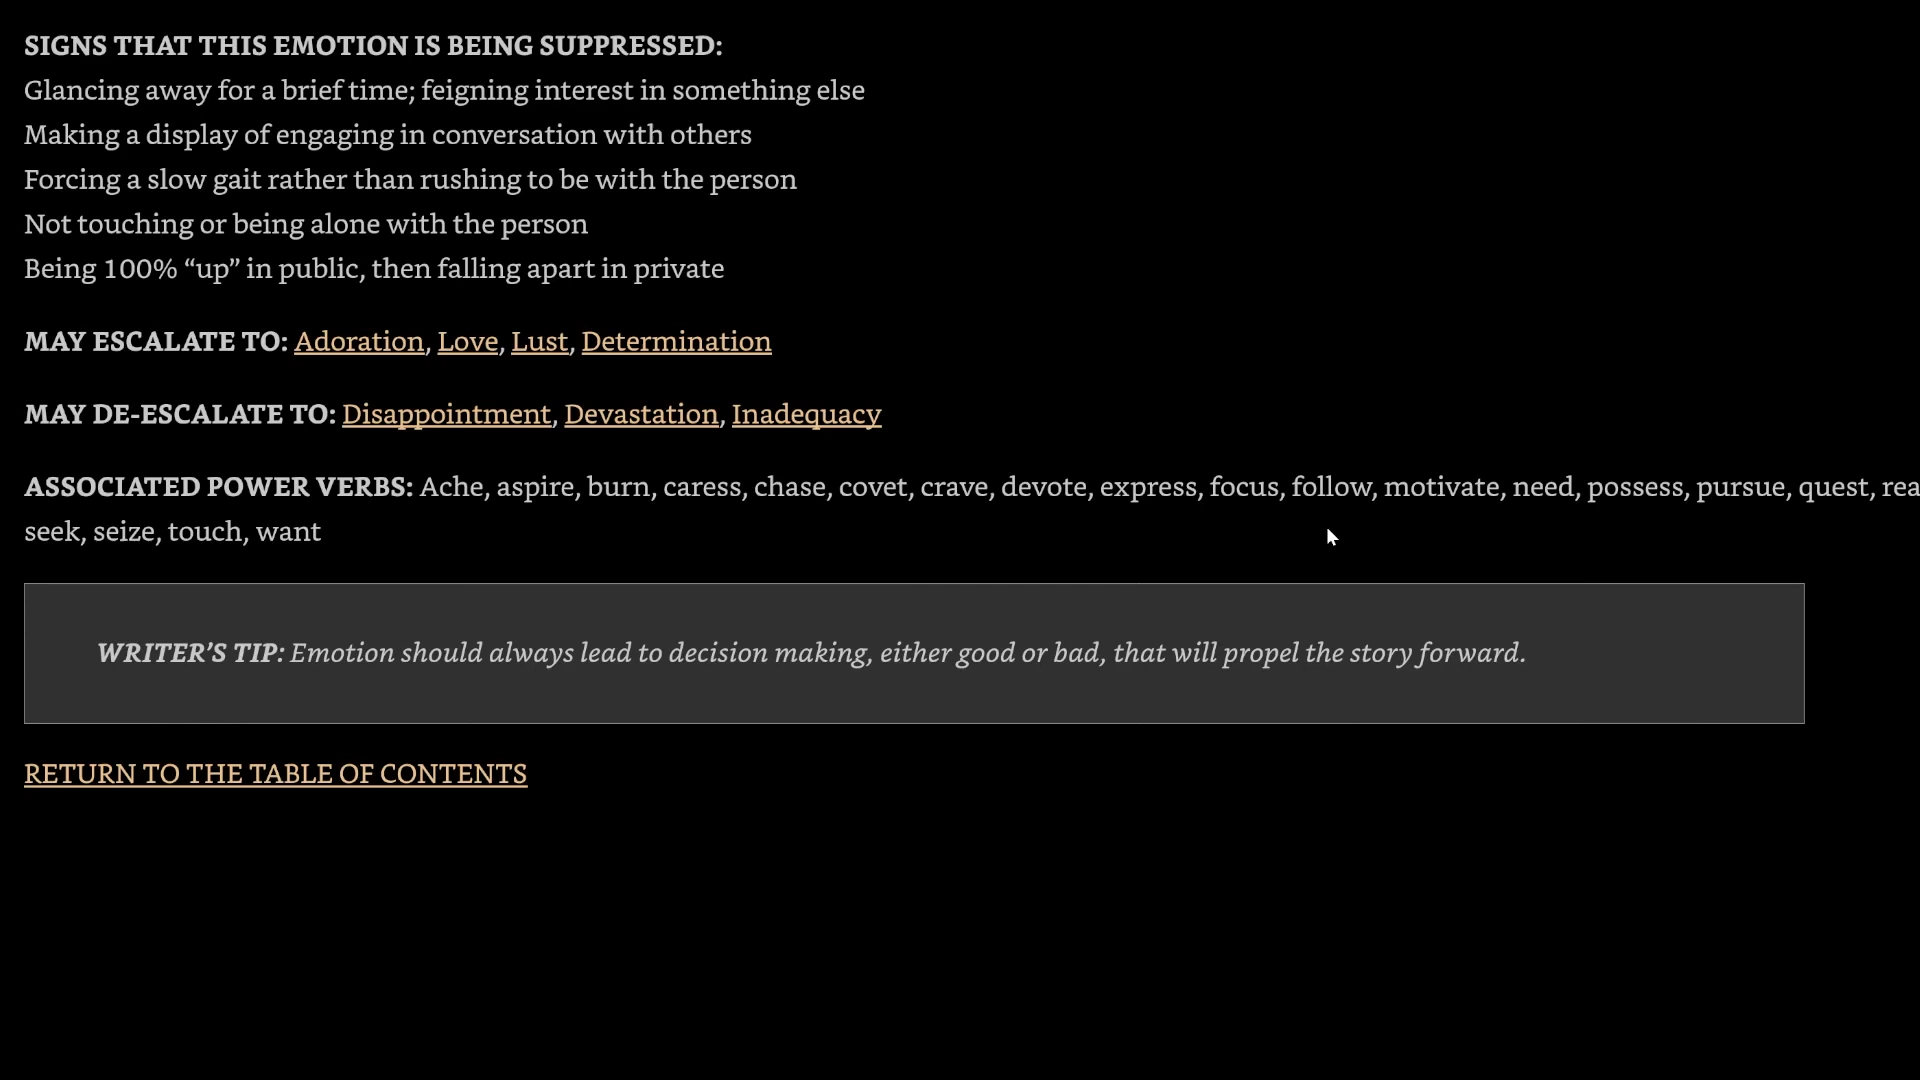 SIGNS THAT THIS EMOTION IS BEING SUPPRESSED:
Glancing away for a brief time; feigning interest in something else
Making a display of engaging in conversation with others
Forcing a slow gait rather than rushing to be with the person
Not touching or being alone with the person
Being 100% “up” in public, then falling apart in private
MAY ESCALATE TO: Adoration, Love, Lust, Determination
MAY DE-ESCALATE TO: Disappointment, Devastation, Inadequacy
ASSOCIATED POWER VERBS: Ache, aspire, burn, caress, chase, covet, crave, devote, express, focus, follow, motivate, need, possess, pursue, quest,
seek, seize, touch, want
WRITER’S TIP: Emotion should always lead to decision making, either good or bad, that will propel the story forward.
RETURN TO THE TABLE OF CONTENTS